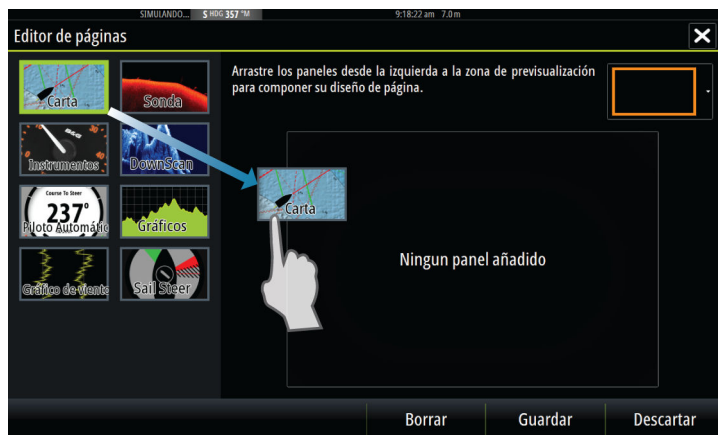 SIMULANDO... S HDG 357 °M 9:18:22 am 7.0 m
Editor de páginas
Arrastre los paneles desde la izquierda a la zona de previsualización
para componer su diseño de página.
Carta
Sonda
B&G
30
Instrumentos
DownScan
Carta
Course To Steer
237°
Piloto Automátic
Gráficos
Ningun panel añadido
Gráfico de viento
Sail Steer
Borrar Guardar Descartar